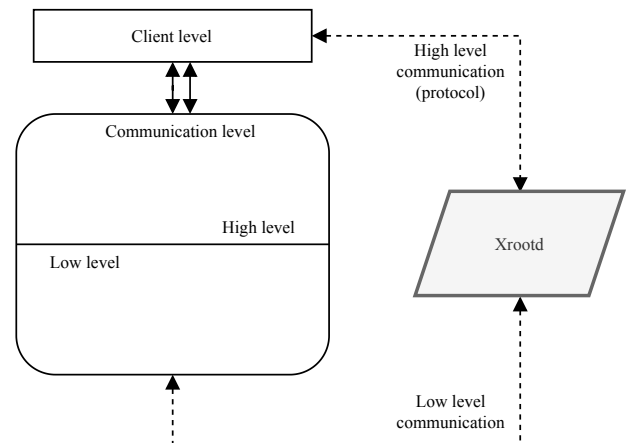 Client level
High level
communication
(protocol)
Communication level
High level
Low level
Xrootd
Low level
communication